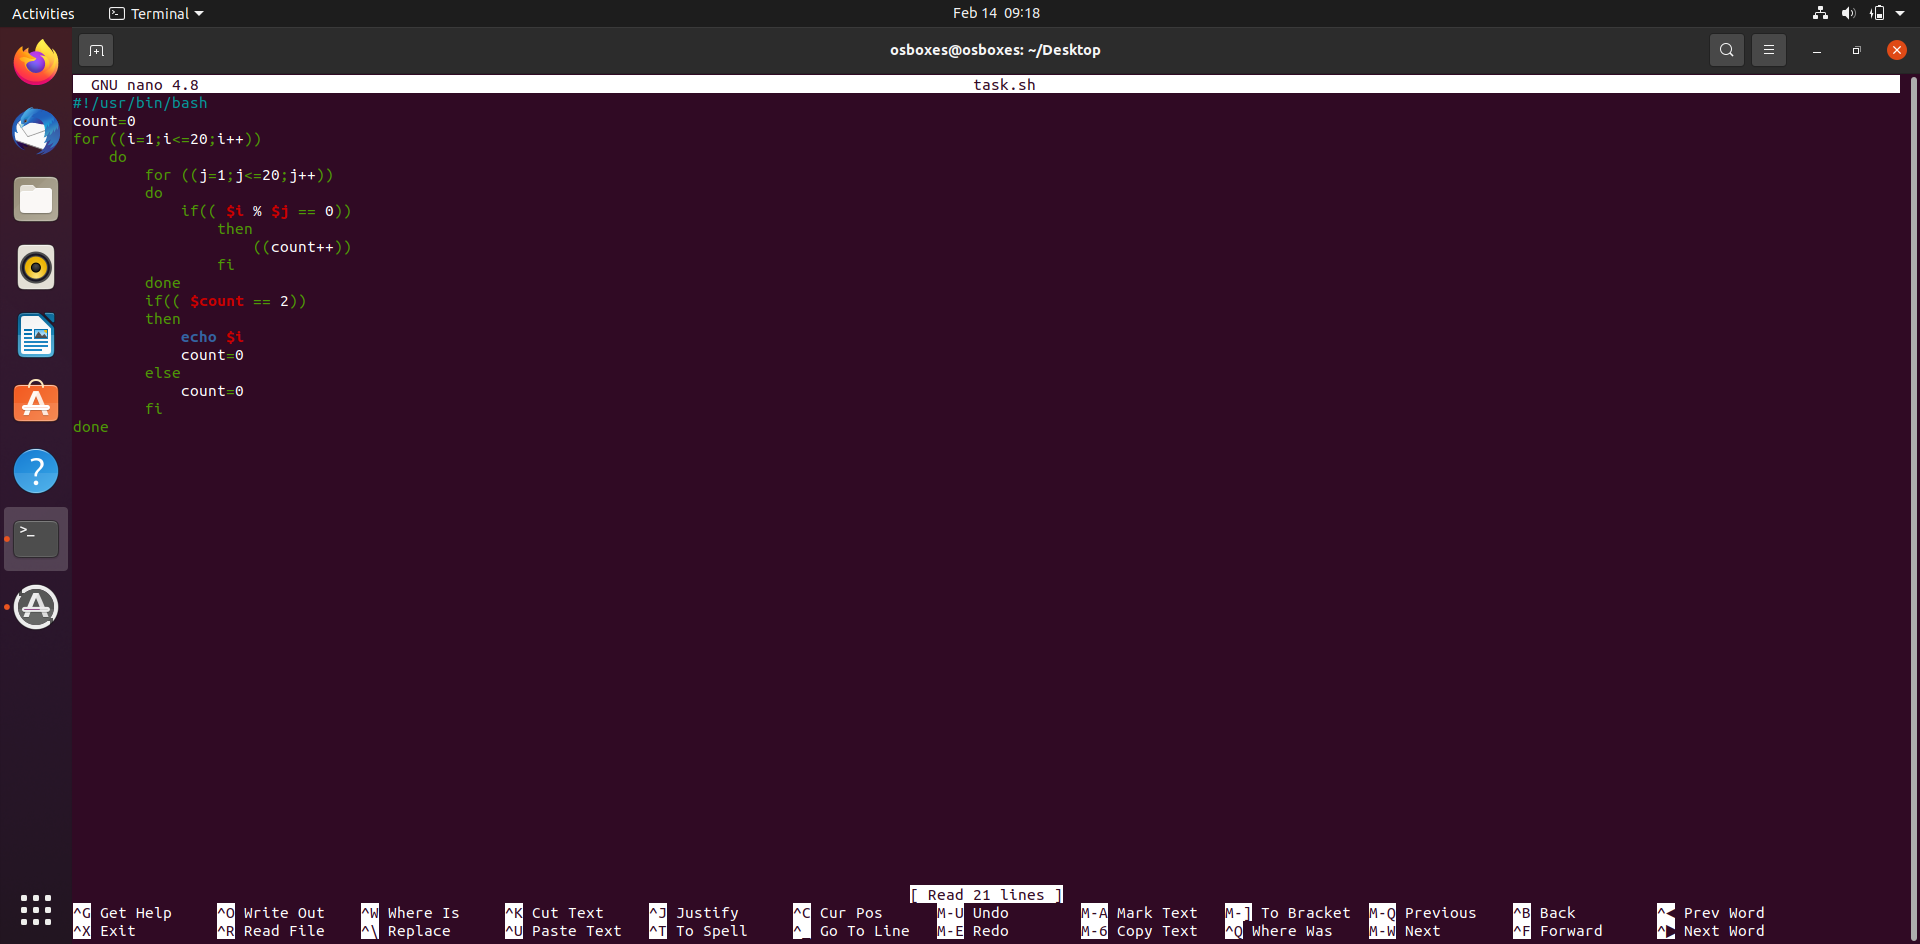 Activities Terminal Feb 14 09:18
osboxes@osboxes: ~/Desktop
GNU nano 4.8 task.sh
#!/usr/bin/bash
count=0
for ((i=1;i<=20;i++))
    do
        for ((j=1;j<=20;j++))
        do
            if(( $i % $j == 0))
                then
                    ((count++))
                fi
        done
        if(( $count == 2))
        then
            echo $i
            count=0
        else
            count=0
        fi
done
[ Read 21 lines ]
^G Get Help ^O Write Out ^W Where Is ^K Cut Text ^J Justify ^C Cur Pos M-U Undo M-A Mark Text M-] To Bracket M-Q Previous ^B Back ^◀ Prev Word
^X Exit ^R Read File ^\ Replace ^U Paste Text ^T To Spell ^_ Go To Line M-E Redo M-6 Copy Text ^Q Where Was M-W Next ^F Forward ^▶ Next Word